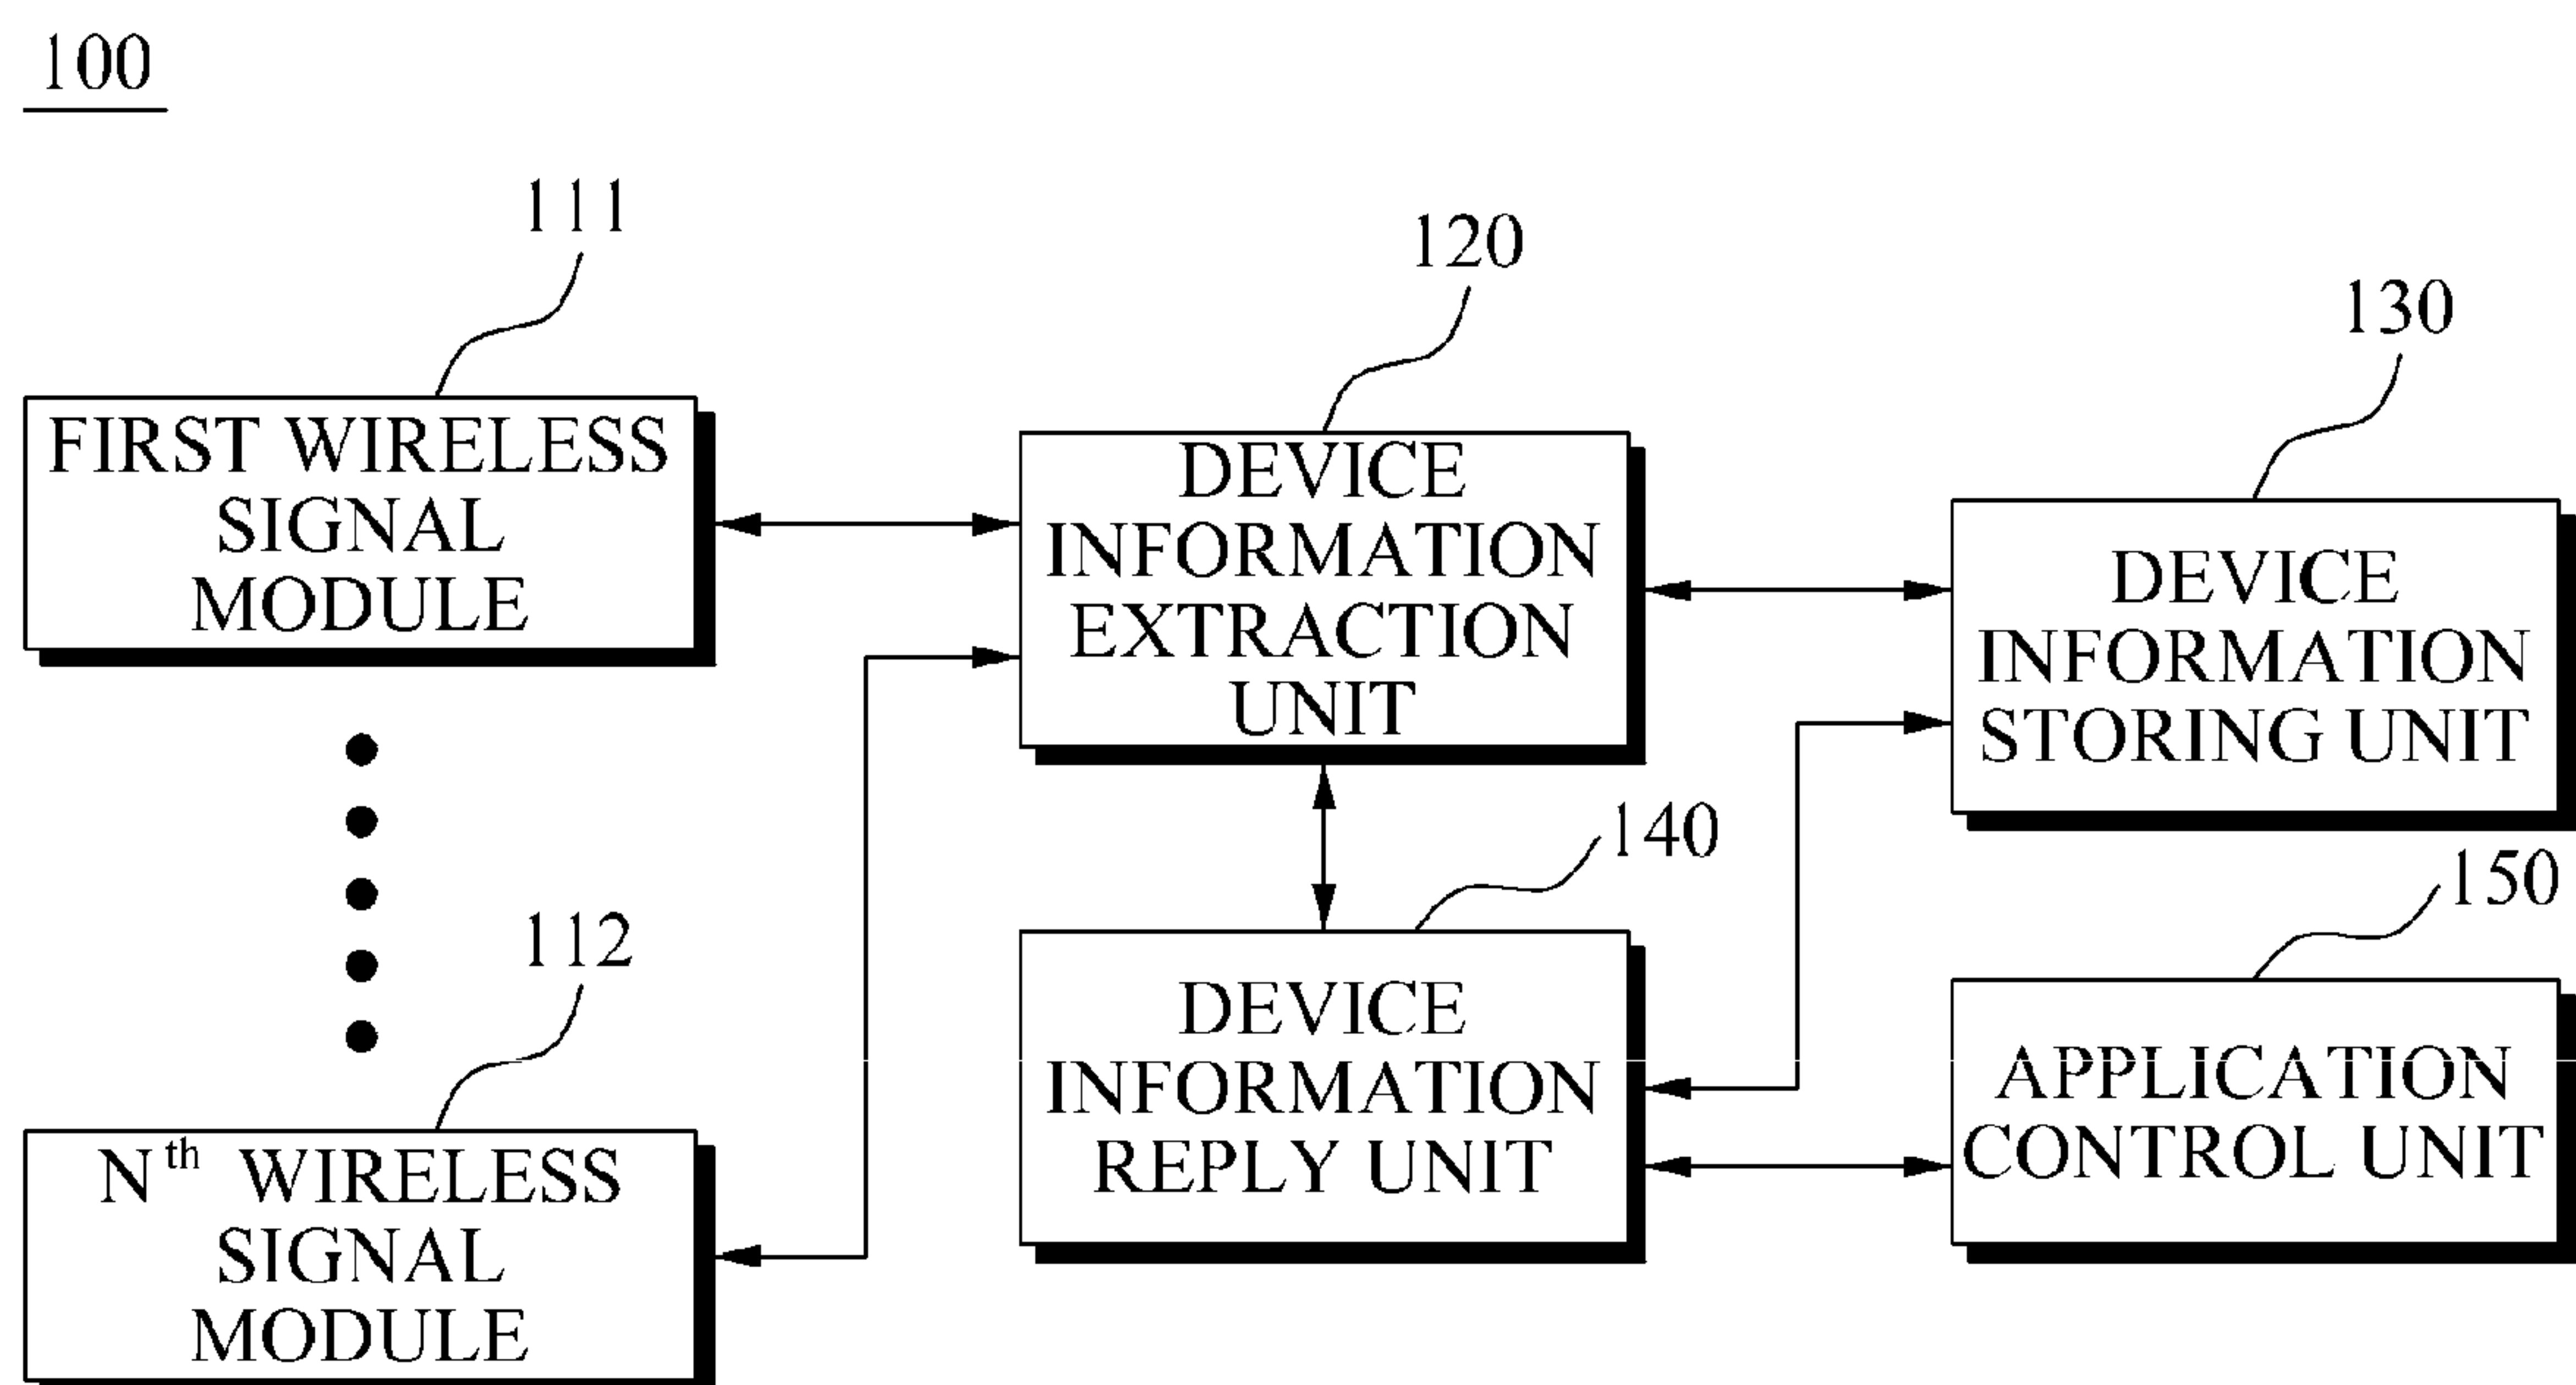 100
111
FIRST WIRELESS
SIGNAL
MODULE
120
DEVICE
INFORMATION
EXTRACTION
UNIT
130
DEVICE
INFORMATION
STORING UNIT
112
Nth WIRELESS
SIGNAL
MODULE
140
DEVICE
INFORMATION
REPLY UNIT
150
APPLICATION
CONTROL UNIT